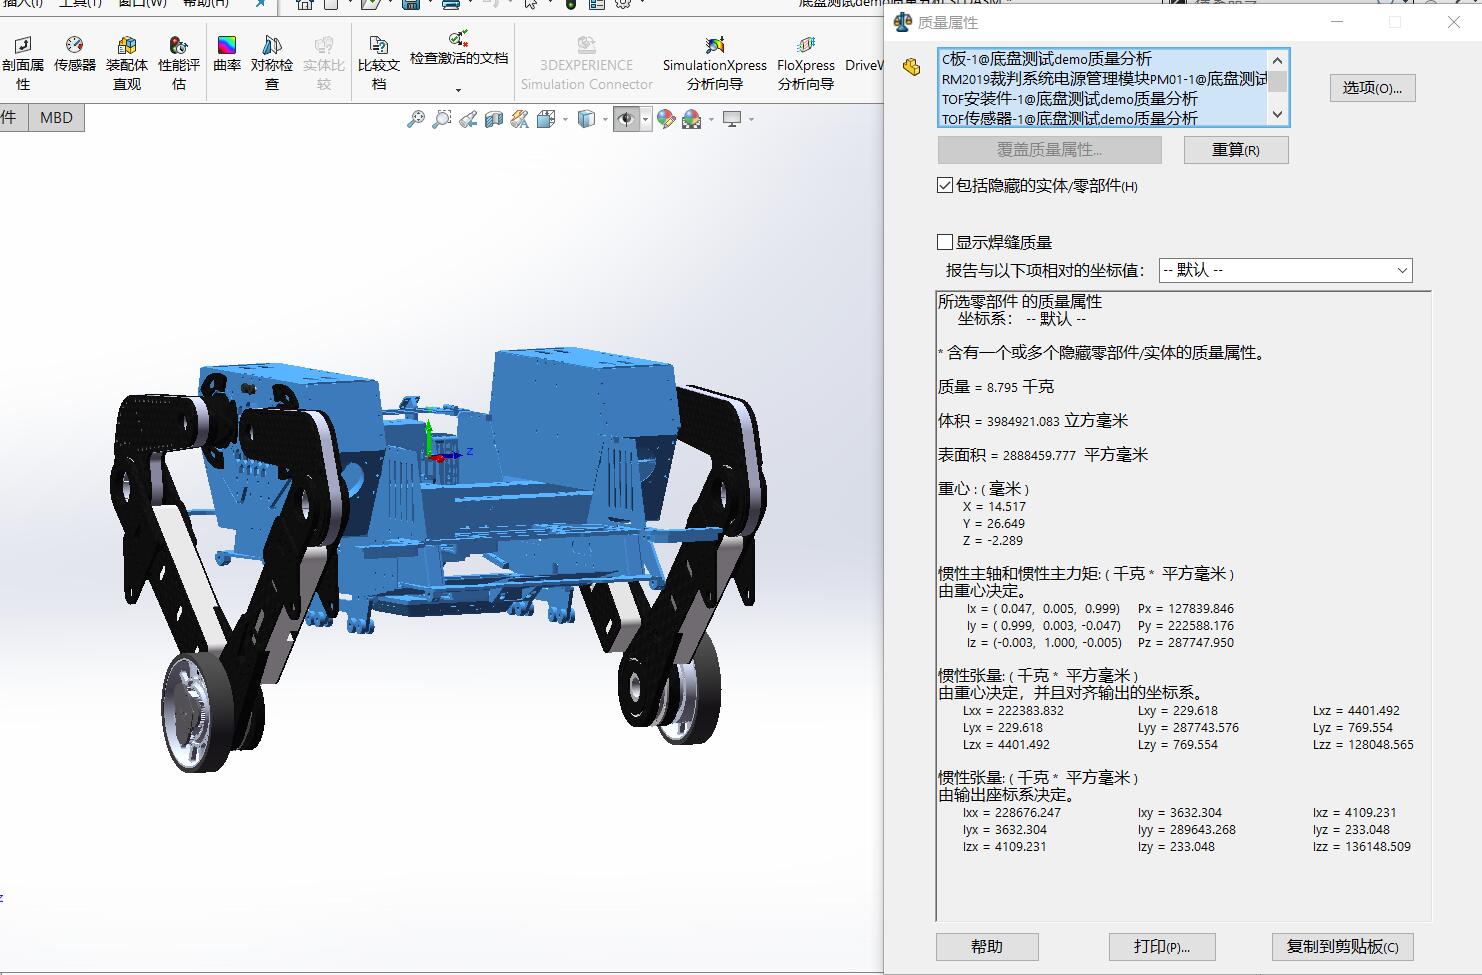 插入(I) 工具(T) 窗口(W) 帮助(H)
剖面属性
传感器
装配体直观
性能评估
曲率
对称检查
实体比较
比较文档
检查激活的文档
3DEXPERIENCE
Simulation Connector
SimulationXpress
分析向导
FloXpress
分析向导
DriveW
件
MBD
z
z
质量属性
C板-1@底盘测试demo质量分析
RM2019裁判系统电源管理模块PM01-1@底盘测试
TOF安装件-1@底盘测试demo质量分析
TOF传感器-1@底盘测试demo质量分析
选项(O)...
覆盖质量属性...
重算(R)
包括隐藏的实体/零部件(H)
显示焊缝质量
报告与以下项相对的坐标值:
-- 默认 --
所选零部件 的质量属性
坐标系: -- 默认 --
* 含有一个或多个隐藏零部件/实体的质量属性。
质量 = 8.795 千克
体积 = 3984921.083 立方毫米
表面积 = 2888459.777 平方毫米
重心 : ( 毫米 )
X = 14.517
Y = 26.649
Z = -2.289
惯性主轴和惯性主力矩: ( 千克 * 平方毫米 )
由重心决定。
Ix = ( 0.047, 0.005, 0.999) Px = 127839.846
Iy = ( 0.999, 0.003, -0.047) Py = 222588.176
Iz = (-0.003, 1.000, -0.005) Pz = 287747.950
惯性张量: ( 千克 * 平方毫米 )
由重心决定，并且对齐输出的坐标系。
Lxx = 222383.832 Lxy = 229.618 Lxz = 4401.492
Lyx = 229.618 Lyy = 287743.576 Lyz = 769.554
Lzx = 4401.492 Lzy = 769.554 Lzz = 128048.565
惯性张量: ( 千克 * 平方毫米 )
由输出座标系决定。
Ixx = 228676.247 Ixy = 3632.304 Ixz = 4109.231
Iyx = 3632.304 Iyy = 289643.268 Iyz = 233.048
Izx = 4109.231 Izy = 233.048 Izz = 136148.509
帮助
打印(P)...
复制到剪贴板(C)